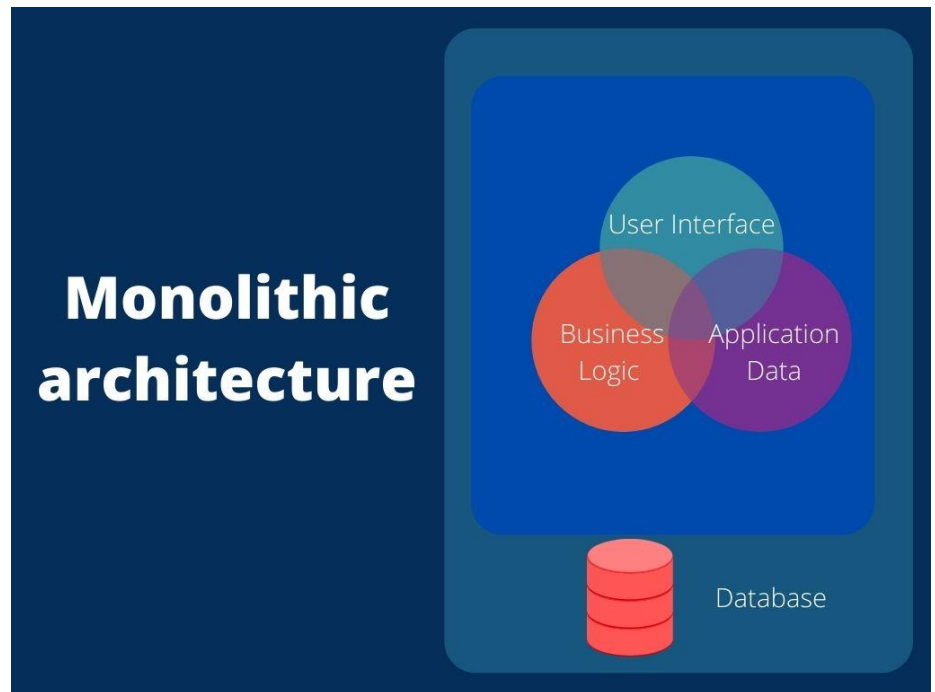 Monolithic
architecture
User Interface
Business
Logic
Application
Data
Database